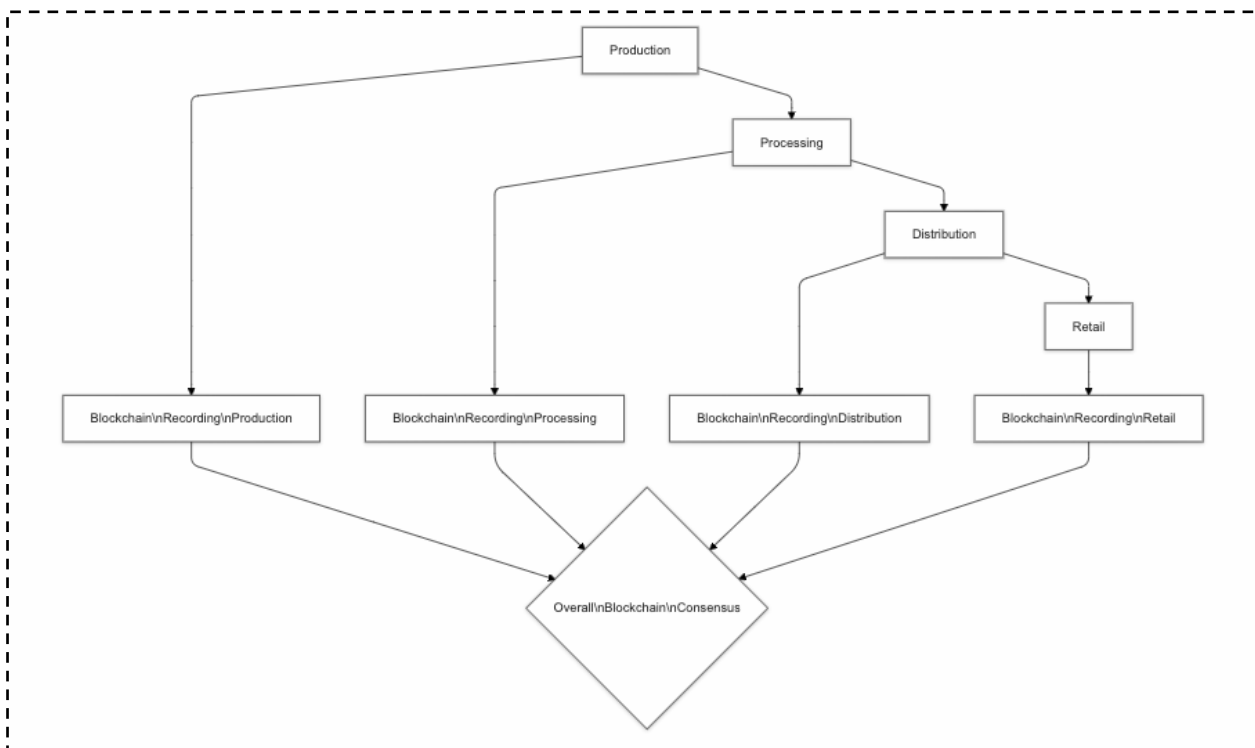 Production
Processing
Distribution
Retail
Blockchain\nRecording\nProduction
Blockchain\nRecording\nProcessing
Blockchain\nRecording\nDistribution
Blockchain\nRecording\nRetail
Overall\nBlockchain\nConsensus